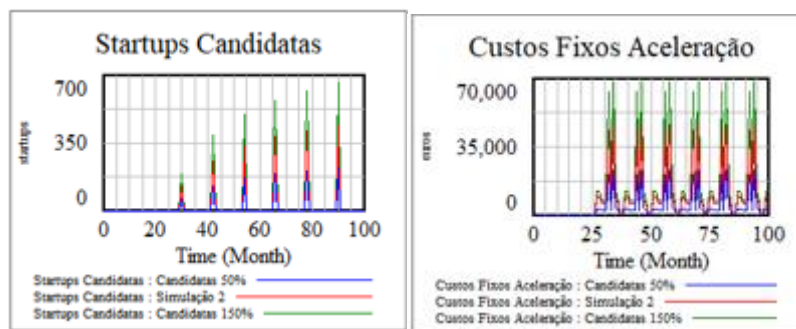 Startups Candidatas
700
350
0
startups
0 20 40 60 80 100
Time (Month)
Startups Candidatas : Candidatas 50%
Startups Candidatas : Simulação 2
Startups Candidatas : Candidatas 150%
Custos Fixos Aceleração
70,000
35,000
0
euros
0 25 50 75 100
Time (Month)
Custos Fixos Aceleração : Candidatas 50%
Custos Fixos Aceleração : Simulação 2
Custos Fixos Aceleração : Candidatas 150%